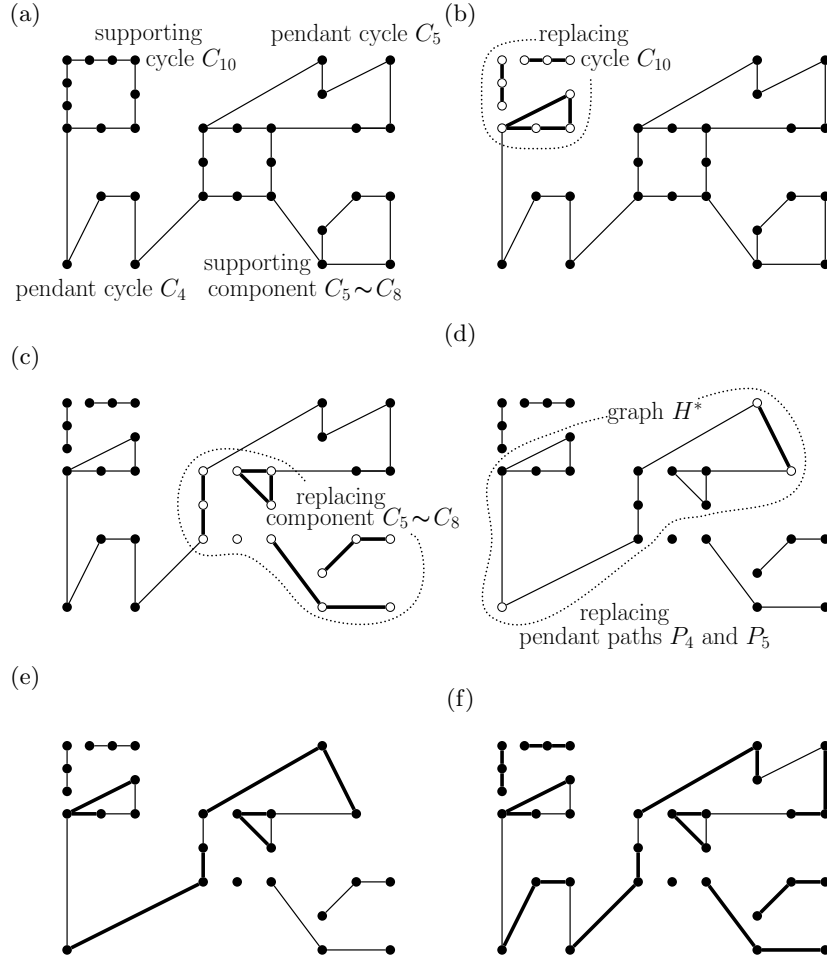 (a)
supporting
cycle C₁₀
pendant cycle C₅
pendant cycle C₄
supporting
component C₅∼C₈
(b)
replacing
cycle C₁₀
(c)
replacing
component C₅∼C₈
(d)
graph H*
replacing
pendant paths P₄ and P₅
(e)
(f)